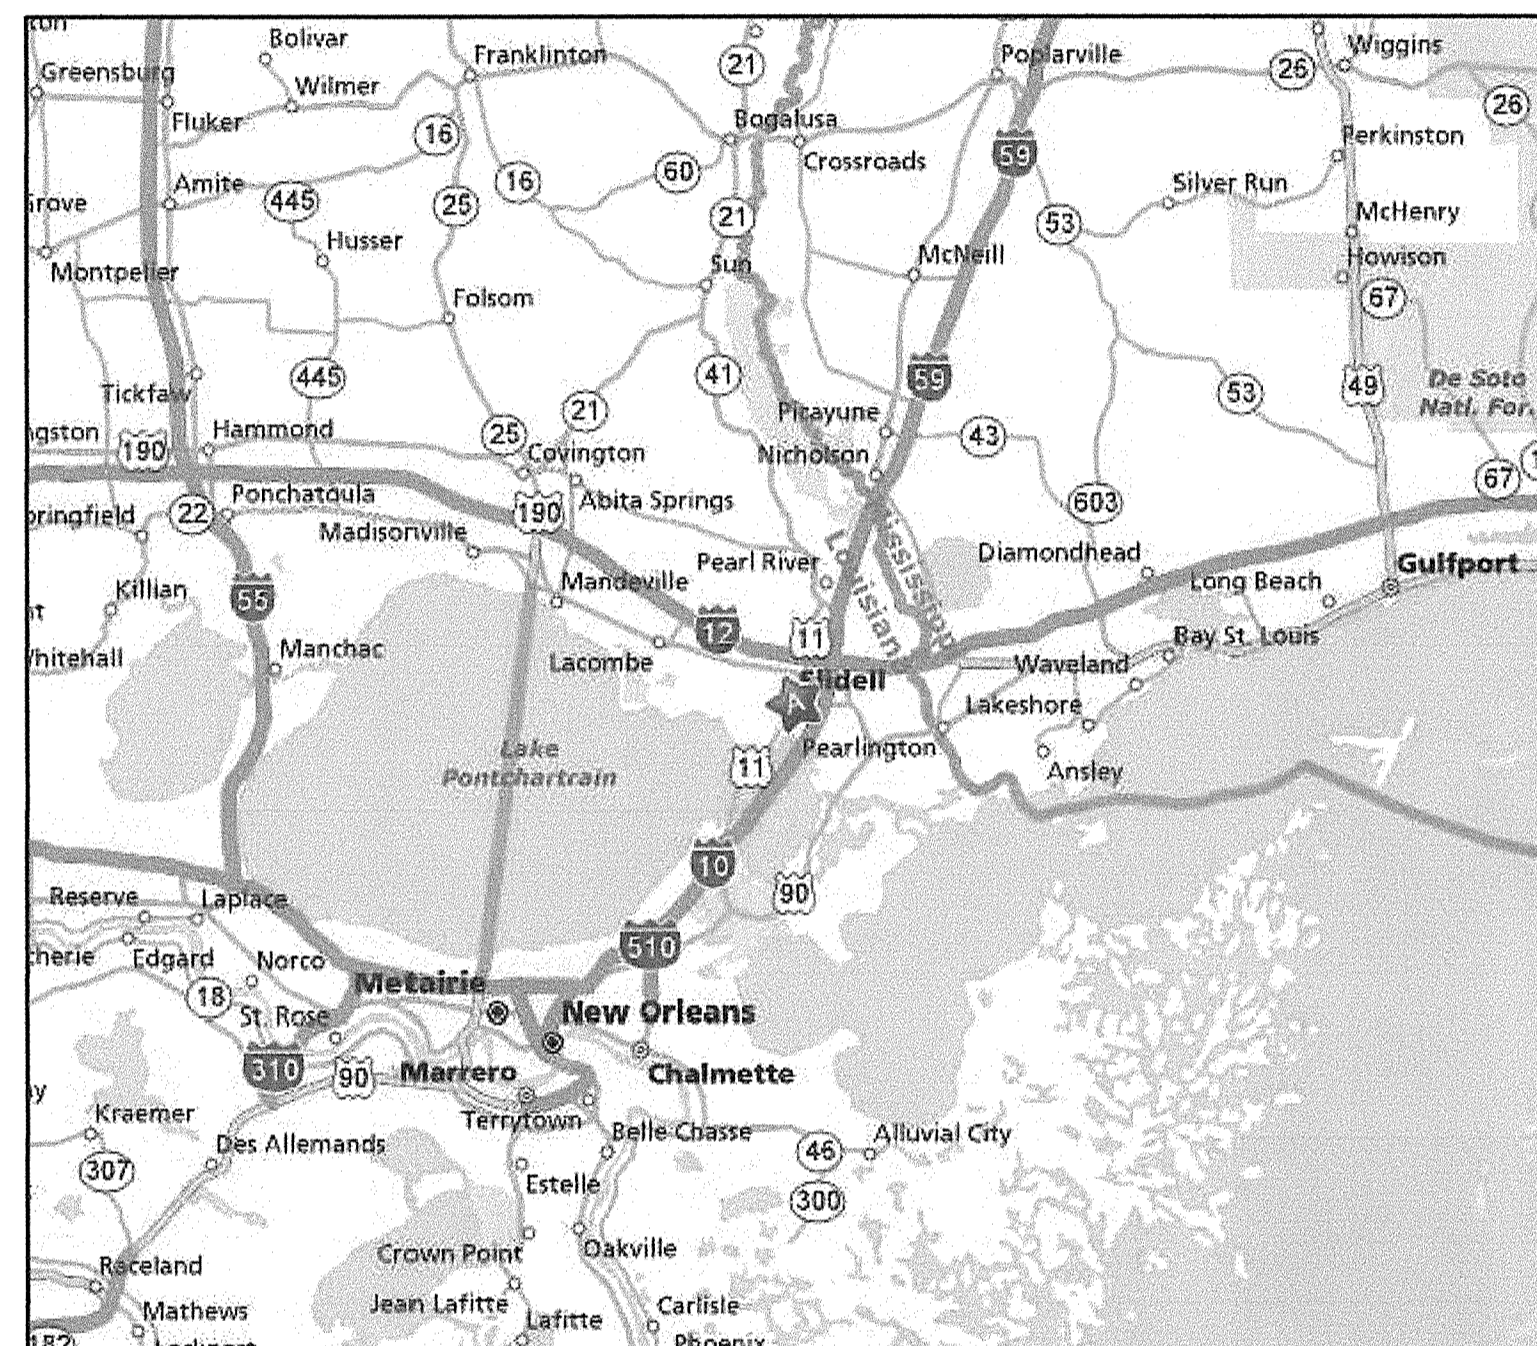 Bolivar
Franklinton
21
Poplarville
Wiggins
26
Greensburg
Wilmer
26
Fluker
16
Bogalusa
59
Perkinston
Crossroads
60
16
Amite
Silver Run
445
25
21
53
McHenry
Husser
Sun
McNeill
Howison
Montpelier
67
Folsom
445
41
59
49
De Soto
Natl. For.
Tickfaw
53
21
Picayune
Hammond
25
43
190
Covington
Nicholson
67
Ponchatoula
Abita Springs
603
22
190
Madisonville
Louisian
ississipp
Pearl River
Diamondhead
Gulfport
Killian
Mandeville
Long Beach
55
12
11
Bay St. Louis
Manchac
Lacombe
Waveland
Slidell
A
Lakeshore
Lake
Pontchartrain
Pearlington
11
Ansley
10
Reserve
Laplace
90
510
Edgard
Norco
Metairie
18
New Orleans
St. Rose
310
90
Marrero
Chalmette
Kraemer
Terrytown
Belle Chasse
Alluvial City
Des Allemands
46
307
Estelle
300
Crown Point
Oakville
Raceland
Jean Lafitte
Carlisle
Mathews
Lafitte
Phoenix
182